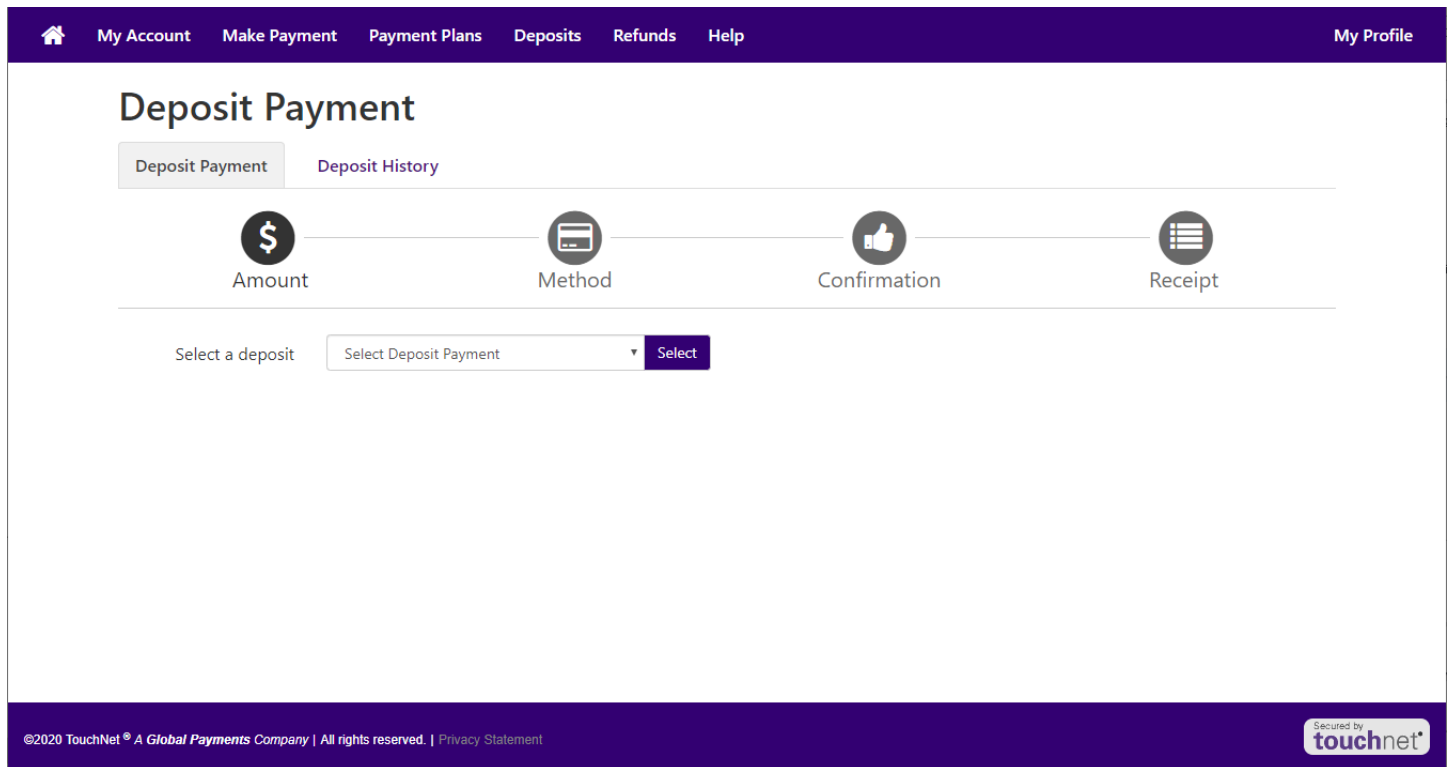 My Account Make Payment Payment Plans Deposits Refunds Help My Profile
Deposit Payment
Deposit Payment Deposit History
$
Amount Method Confirmation Receipt
Select a deposit Select Deposit Payment Select
©2020 TouchNet ® A Global Payments Company | All rights reserved. | Privacy Statement
Secured by
touchnet